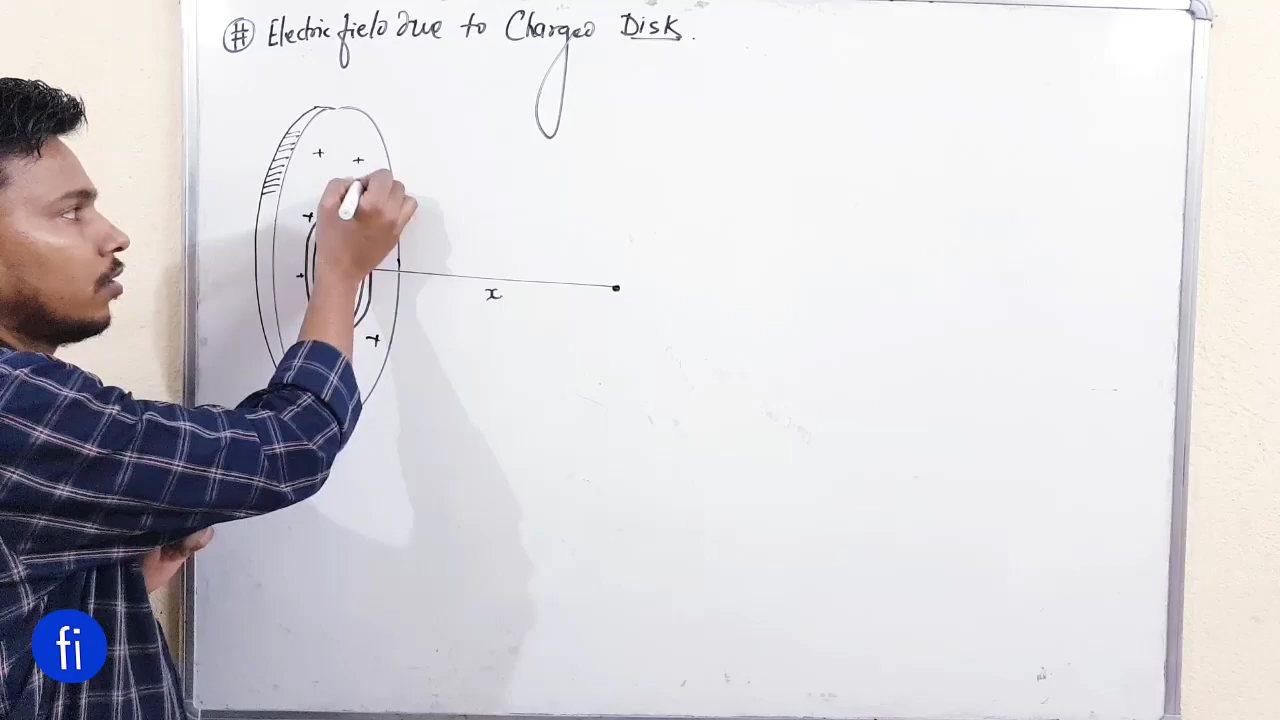 # Electric field due to Charged Disk.
+ +
+
+
x
+
fi